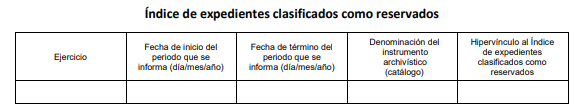 Índice de expedientes clasificados como reservados
Ejercicio
Fecha de inicio del
periodo que se
informa (día/mes/año)
Fecha de término del
periodo que se
informa (día/mes/año)
Denominación del
instrumento
archivístico
(catálogo)
Hipervínculo al Índice
de expedientes
clasificados como
reservados